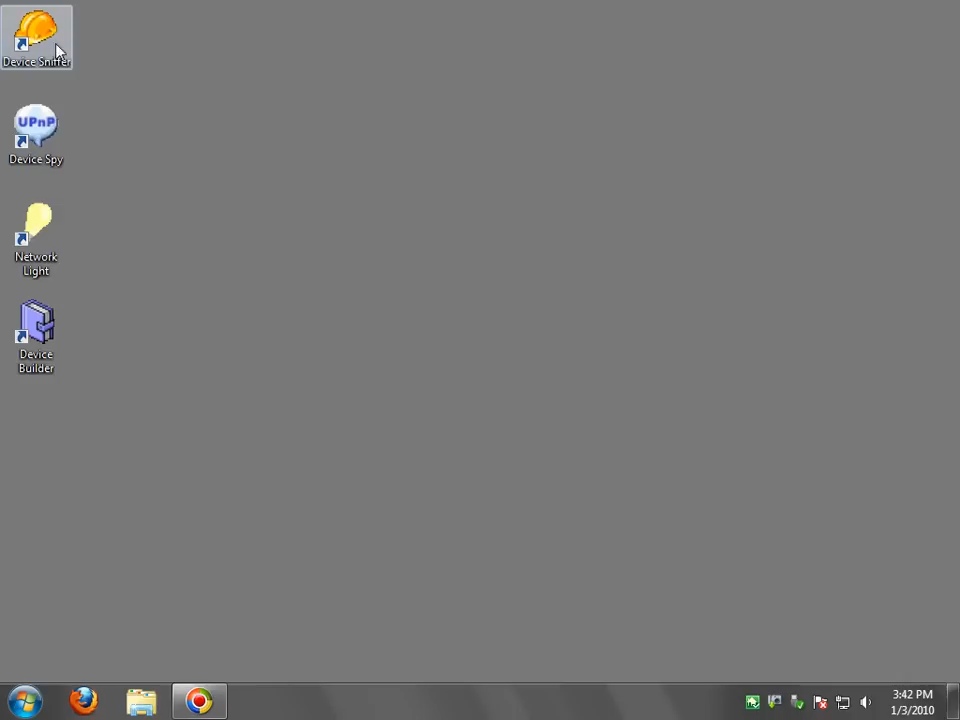 Device Sniffer
UPnP
Device Spy
Network
Light
Device
Builder
3:42 PM
1/3/2010